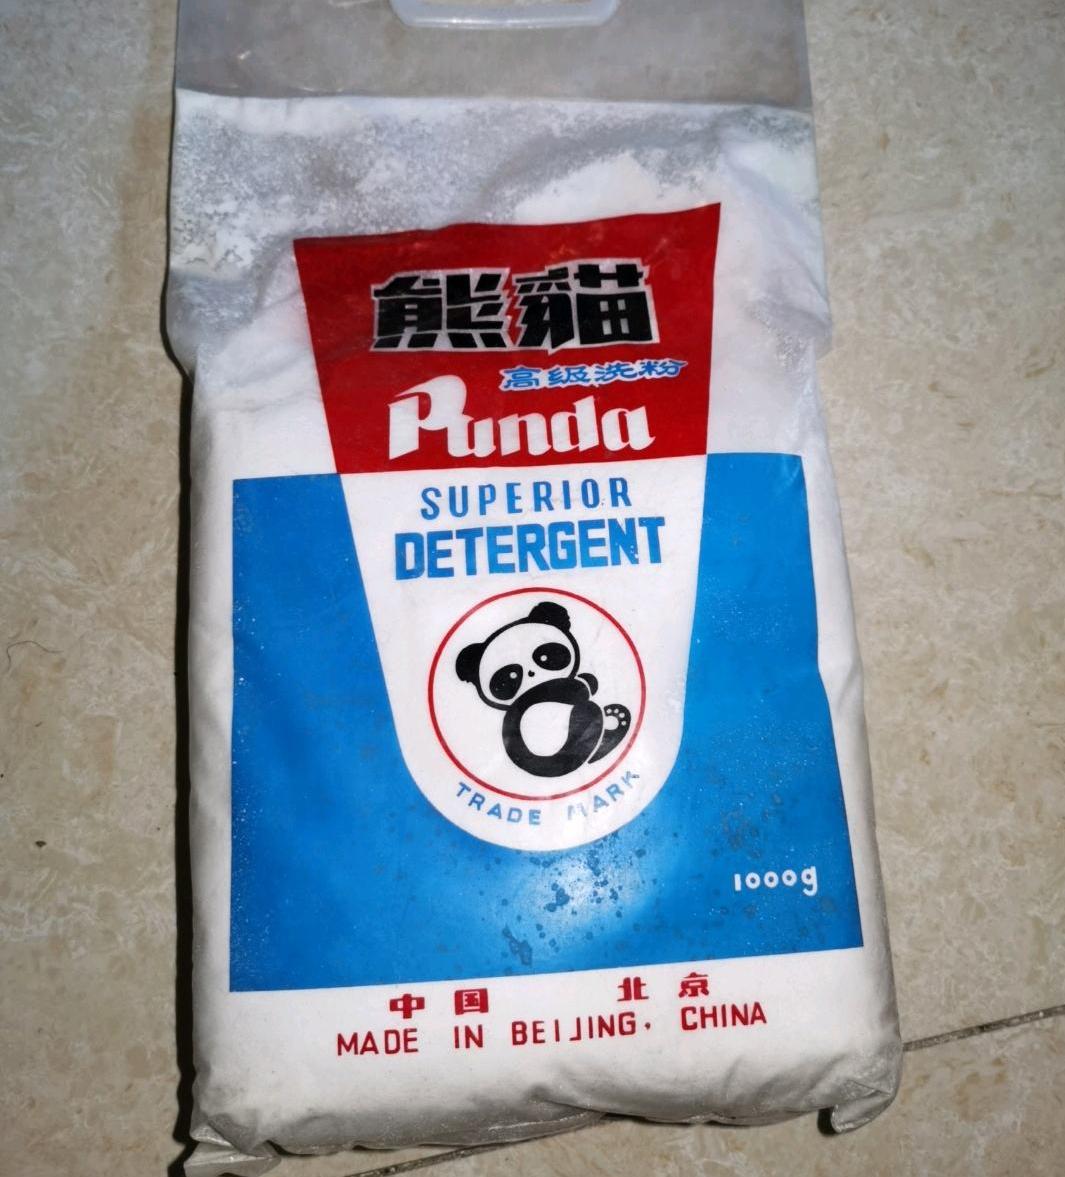 熊貓
高级洗粉
Panda
SUPERIOR
DETERGENT
TRADE MARK
1000g
中国 北京
MADE IN BEIJING, CHINA